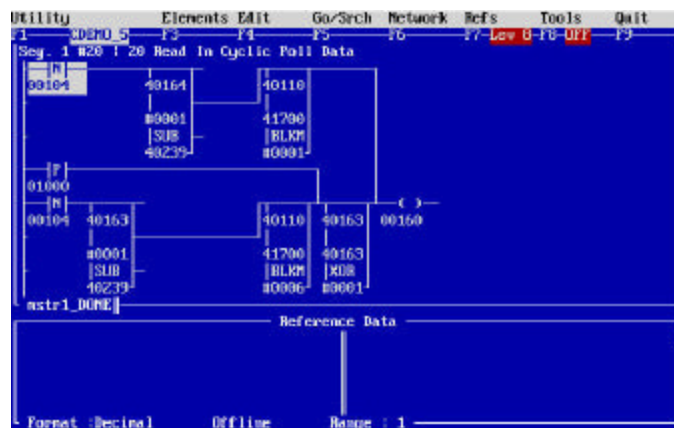 Utility Elements Edit Go/Srch Network Refs Tools Quit
F1 NDEMO_5 F3 F4 F5 F6 F7-Lev 8-F8-OFF F9
Seg. 1 #20 : 20 Read In Cyclic Poll Data
N
00104 40164 40110
#0001 41700
SUB BLKM
40239 #0001
P
01000
N ( )
00104 40163 40110 40163 00160
#0001 41700 40163
SUB BLKM XOR
40239 #0006 #0001
mstr1_DONE
Reference Data
Format :Decimal Offline Range : 1